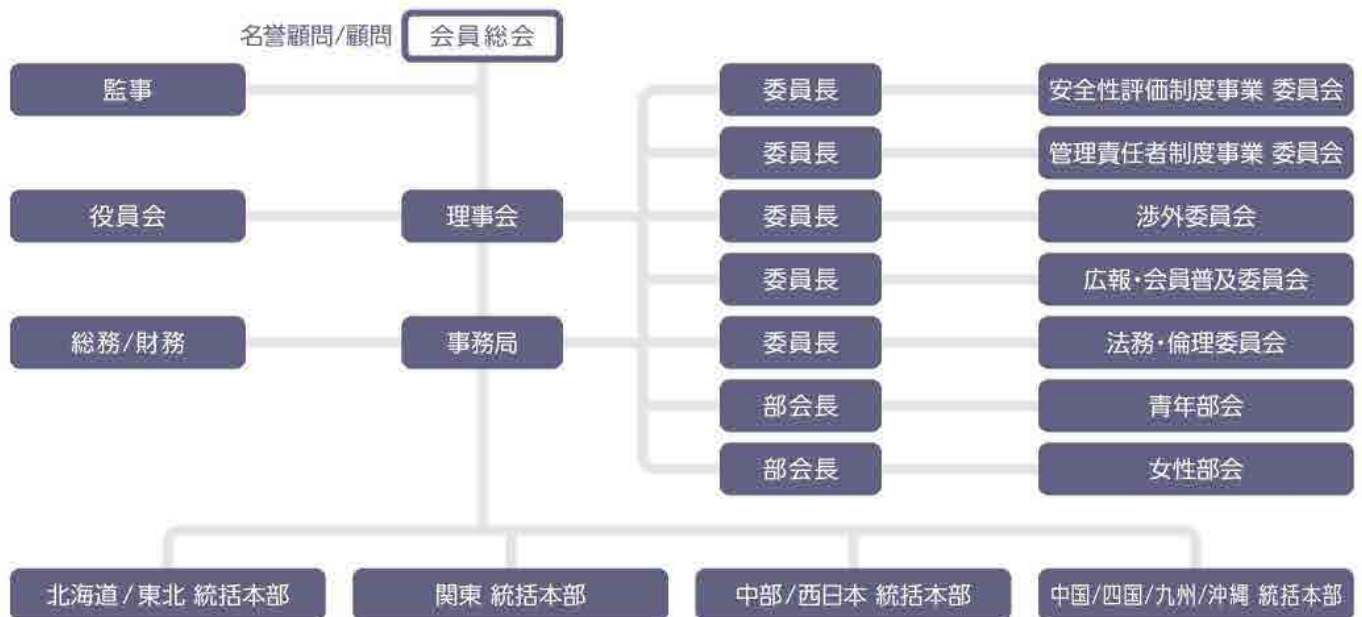 名誉顧問/顧問 会員総会
監事 委員長 安全性評価制度事業 委員会
委員長 管理責任者制度事業 委員会
役員会 理事会 委員長 渉外委員会
委員長 広報・会員普及委員会
総務/財務 事務局 委員長 法務・倫理委員会
部会長 青年部会
部会長 女性部会
北海道/東北 統括本部 関東 統括本部 中部/西日本 統括本部 中国/四国/九州/沖縄 統括本部